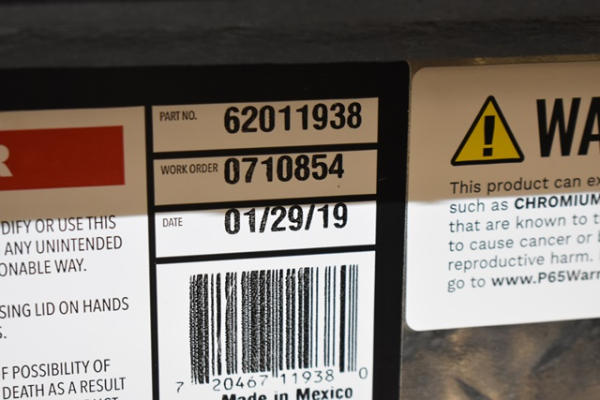 R
DIFY OR USE THIS
ANY UNINTENDED
ONABLE WAY.
SING LID ON HANDS
S.
F POSSIBILITY OF
DEATH AS A RESULT
PART NO. 62011938
WORK ORDER 0710854
DATE 01/29/19
7 20467 11938 0
Made in Mexico
WA
This product can ex
such as CHROMIUM
that are known to t
to cause cancer or b
reproductive harm.
go to www.P65Warn